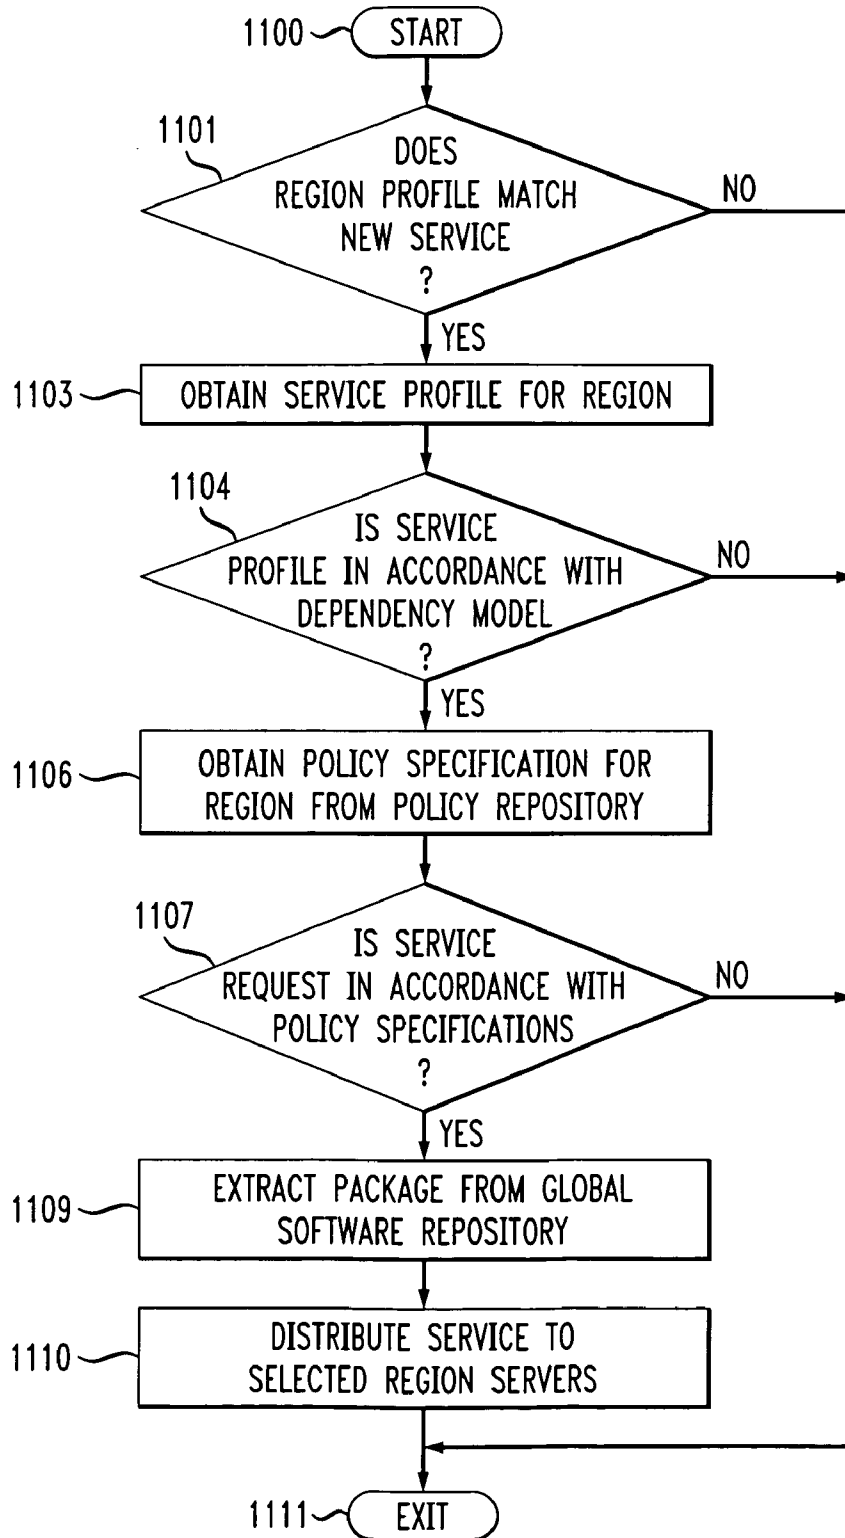 1100
START
1101
DOES
REGION PROFILE MATCH
NEW SERVICE
?
NO
YES
1103
OBTAIN SERVICE PROFILE FOR REGION
1104
IS SERVICE
PROFILE IN ACCORDANCE WITH
DEPENDENCY MODEL
?
NO
YES
1106
OBTAIN POLICY SPECIFICATION FOR
REGION FROM POLICY REPOSITORY
1107
IS SERVICE
REQUEST IN ACCORDANCE WITH
POLICY SPECIFICATIONS
?
NO
YES
1109
EXTRACT PACKAGE FROM GLOBAL
SOFTWARE REPOSITORY
1110
DISTRIBUTE SERVICE TO
SELECTED REGION SERVERS
1111
EXIT